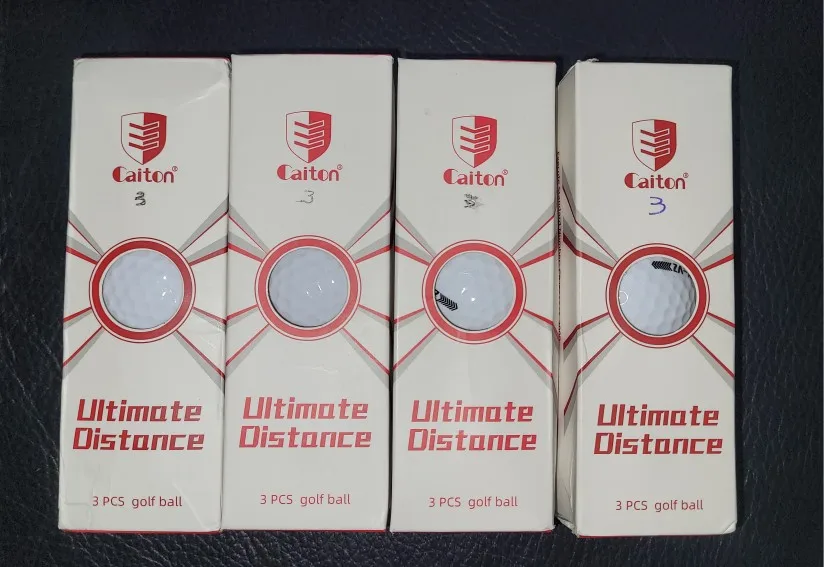 Caiton®
3
Ultimate
Distance
3 PCS golf ball
Caiton®
3
Ultimate
Distance
3 PCS golf ball
Caiton®
Ultimate
Distance
3 PCS golf ball
Caiton®
3
Ultimate
Distance
3 PCS golf ball